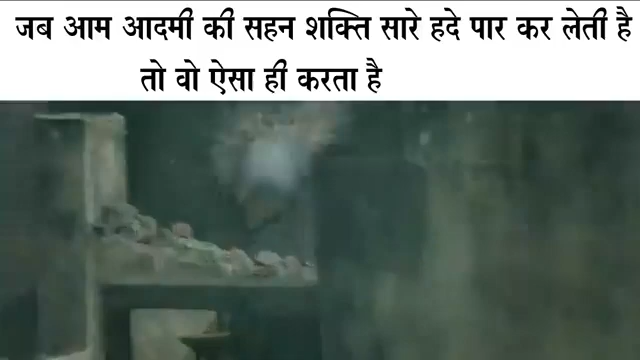 जब आम आदमी की सहन शक्ति सारे हदे पार कर लेती है
तो वो ऐसा ही करता है